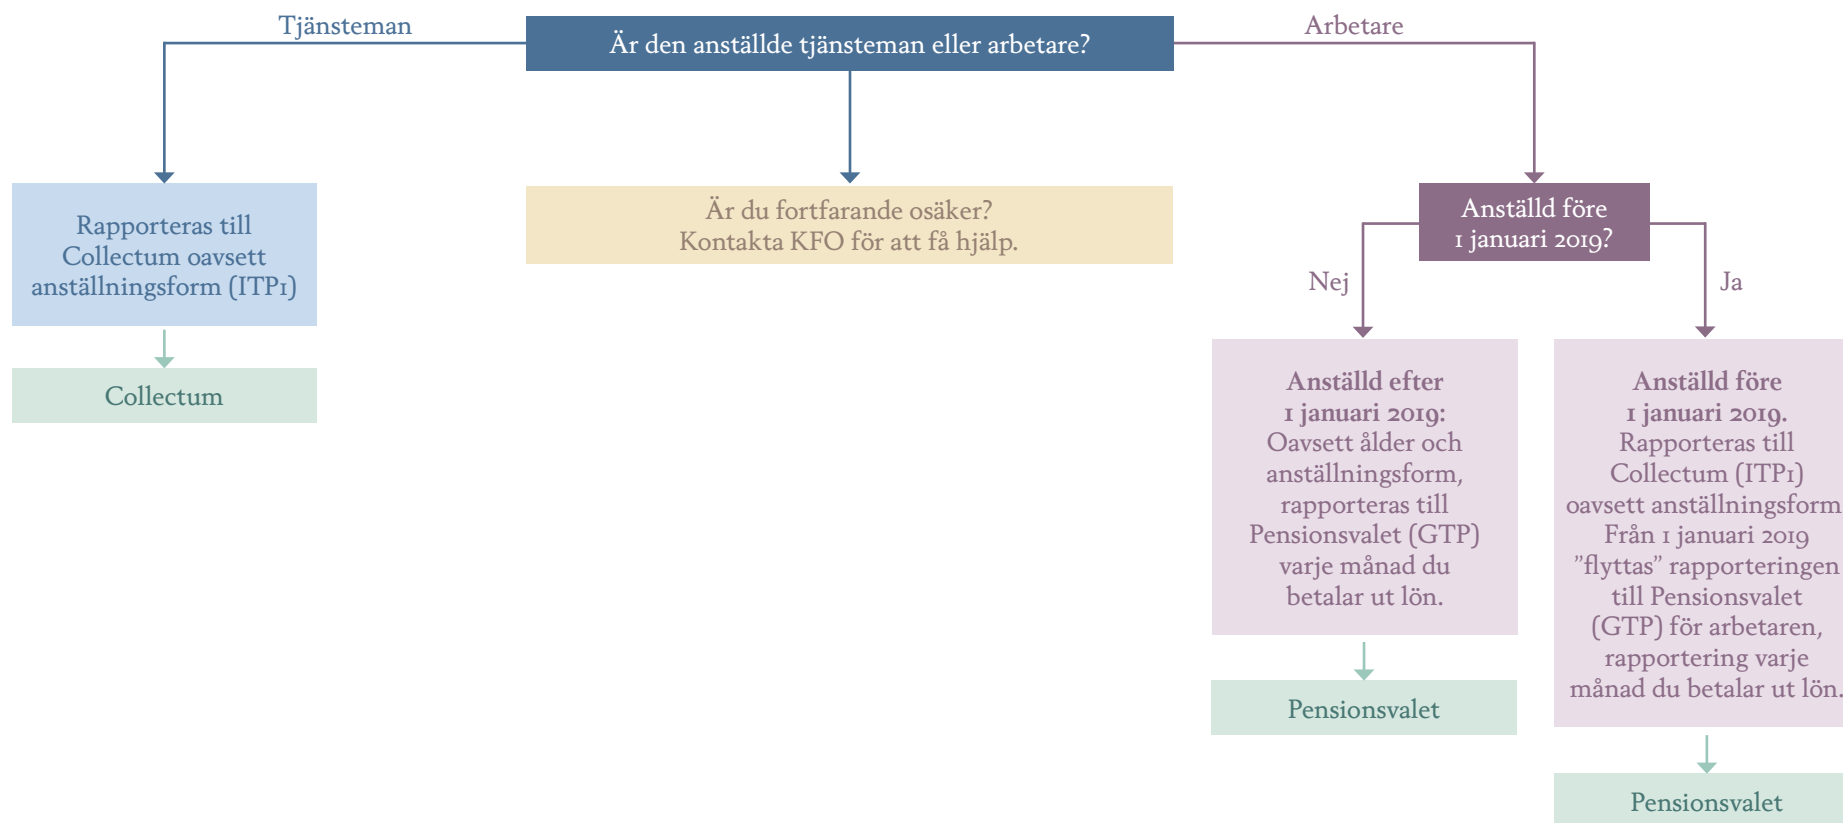 Tjänsteman
Är den anställde tjänsteman eller arbetare?
Arbetare
Rapporteras till
Collectum oavsett
anställningsform (ITP1)
Collectum
Är du fortfarande osäker?
Kontakta KFO för att få hjälp.
Anställd före
1 januari 2019?
Nej
Ja
Anställd efter
1 januari 2019:
Oavsett ålder och
anställningsform,
rapporteras till
Pensionsvalet (GTP)
varje månad du
betalar ut lön.
Pensionsvalet
Anställd före
1 januari 2019.
Rapporteras till
Collectum (ITP1)
oavsett anställningsform
Från 1 januari 2019
”flyttas” rapporteringen
till Pensionsvalet
(GTP) för arbetaren,
rapportering varje
månad du betalar ut lön.
Pensionsvalet